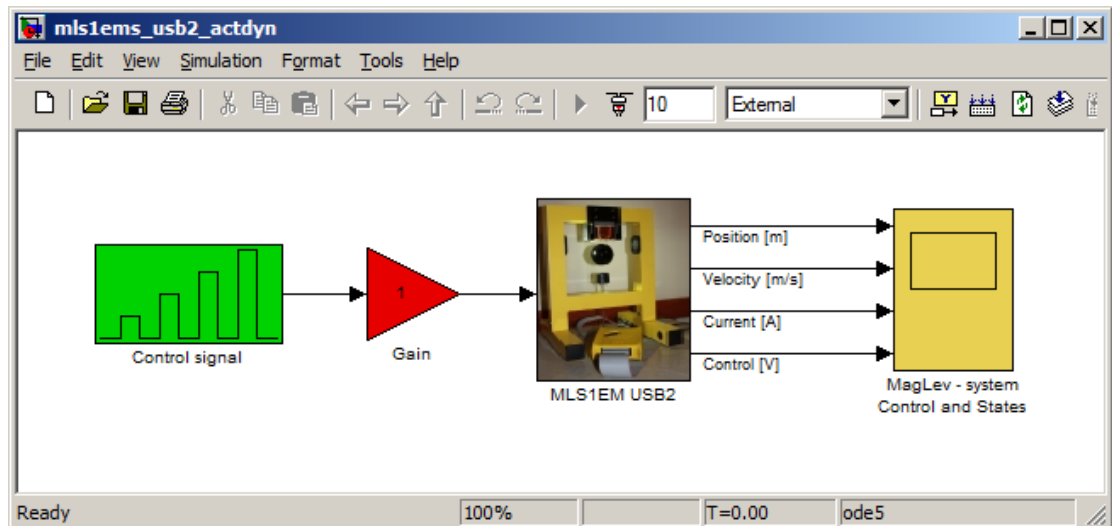 mls1ems_usb2_actdyn
File Edit View Simulation Format Tools Help
10 External
Position [m]
Velocity [m/s]
1
Current [A]
Control signal
Gain
Control [V]
MLS1EM USB2
MagLev - system
Control and States
Ready 100% T=0.00 ode5